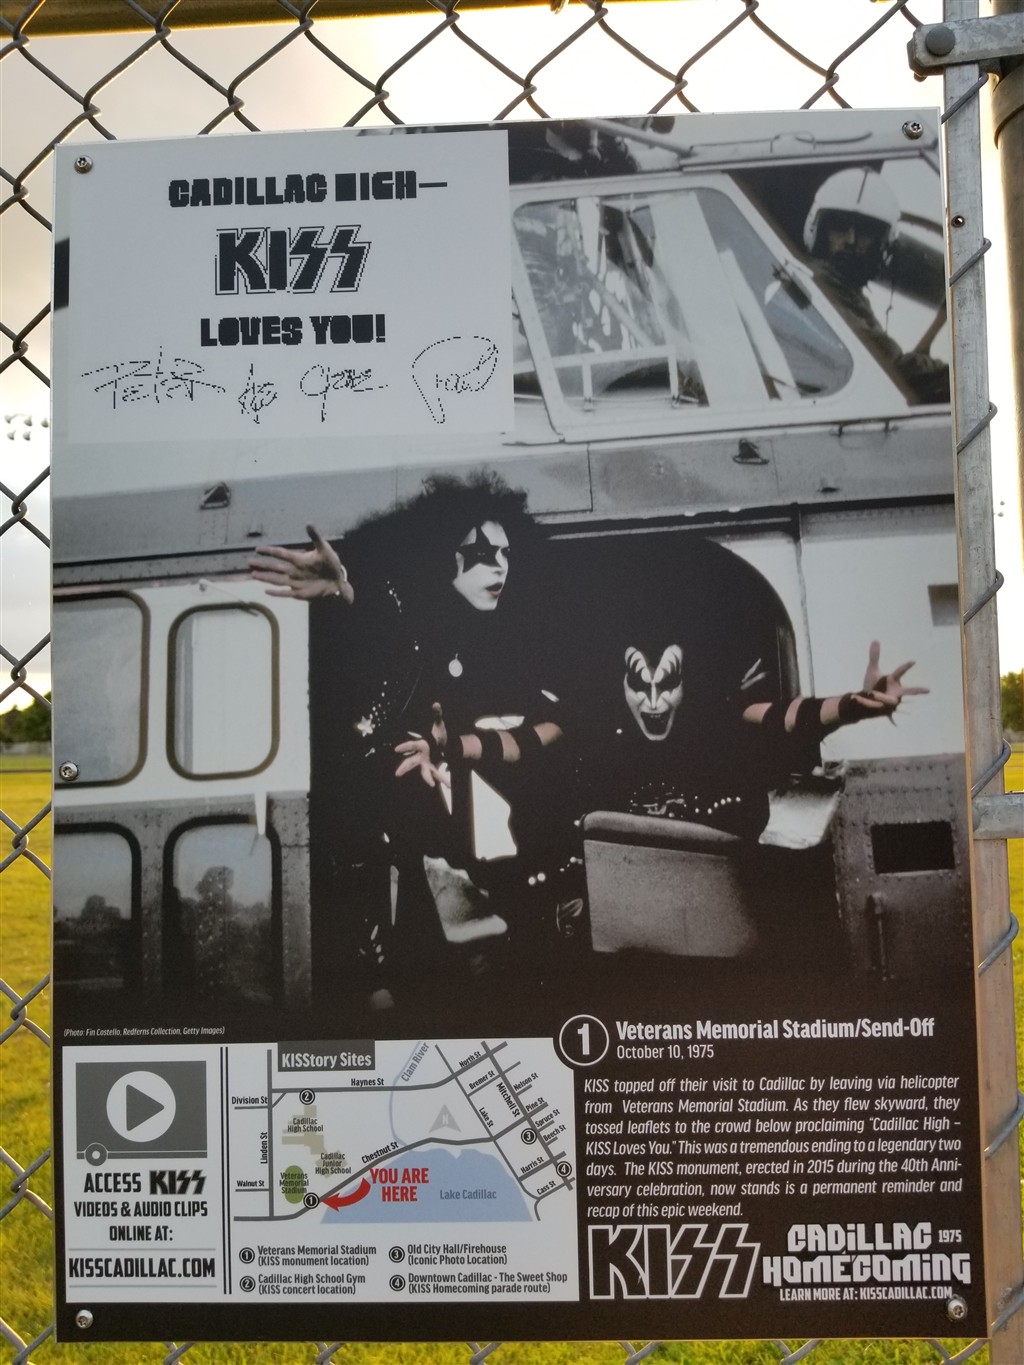 CADILLAC HIGH—
KISS
LOVES YOU!
Peter Ace Gene Paul
(Photo: Fin Costello, Redferns Collection, Getty Images)
ACCESS KISS
VIDEOS & AUDIO CLIPS
ONLINE AT:
KISSCADILLAC.COM
KISStory Sites
Clam River
North St
Haynes St
Bremer St
Nelson St
Mitchell St
Division St
2
Cadillac
High School
Lake St
Pine St
Spruce St
Beech St
3
Linden St
Chestnut St
N
Cadillac
Junior
High School
Harris St
4
Cass St
Walnut St
Veterans
Memorial
Stadium
1
YOU ARE
HERE
Lake Cadillac
1 Veterans Memorial Stadium
(KISS monument location)
2 Cadillac High School Gym
(KISS concert location)
3 Old City Hall/Firehouse
(Iconic Photo Location)
4 Downtown Cadillac - The Sweet Shop
(KISS Homecoming parade route)
1 Veterans Memorial Stadium/Send-Off
October 10, 1975
KISS topped off their visit to Cadillac by leaving via helicopter
from Veterans Memorial Stadium. As they flew skyward, they
tossed leaflets to the crowd below proclaiming "Cadillac High –
KISS Loves You." This was a tremendous ending to a legendary two
days. The KISS monument, erected in 2015 during the 40th Anni-
versary celebration, now stands is a permanent reminder and
recap of this epic weekend.
KISS
CADILLAC 1975
HOMECOMING
LEARN MORE AT: KISSCADILLAC.COM